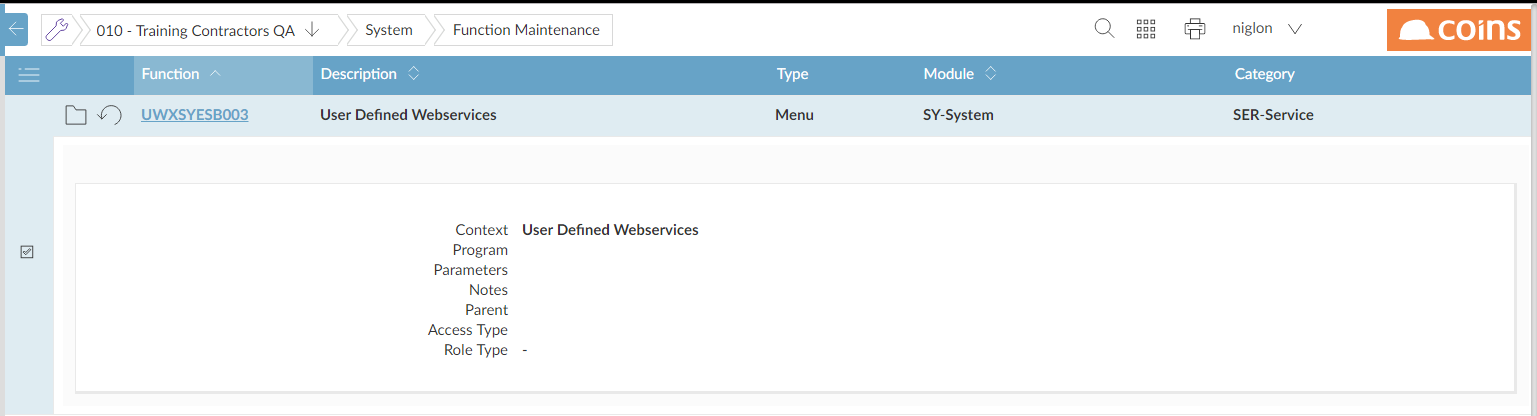 010 - Training Contractors QA System Function Maintenance niglon coins
Function Description Type Module Category
UWXSYESB003 User Defined Webservices Menu SY-System SER-Service
Context User Defined Webservices
Program
Parameters
Notes
Parent
Access Type
Role Type -